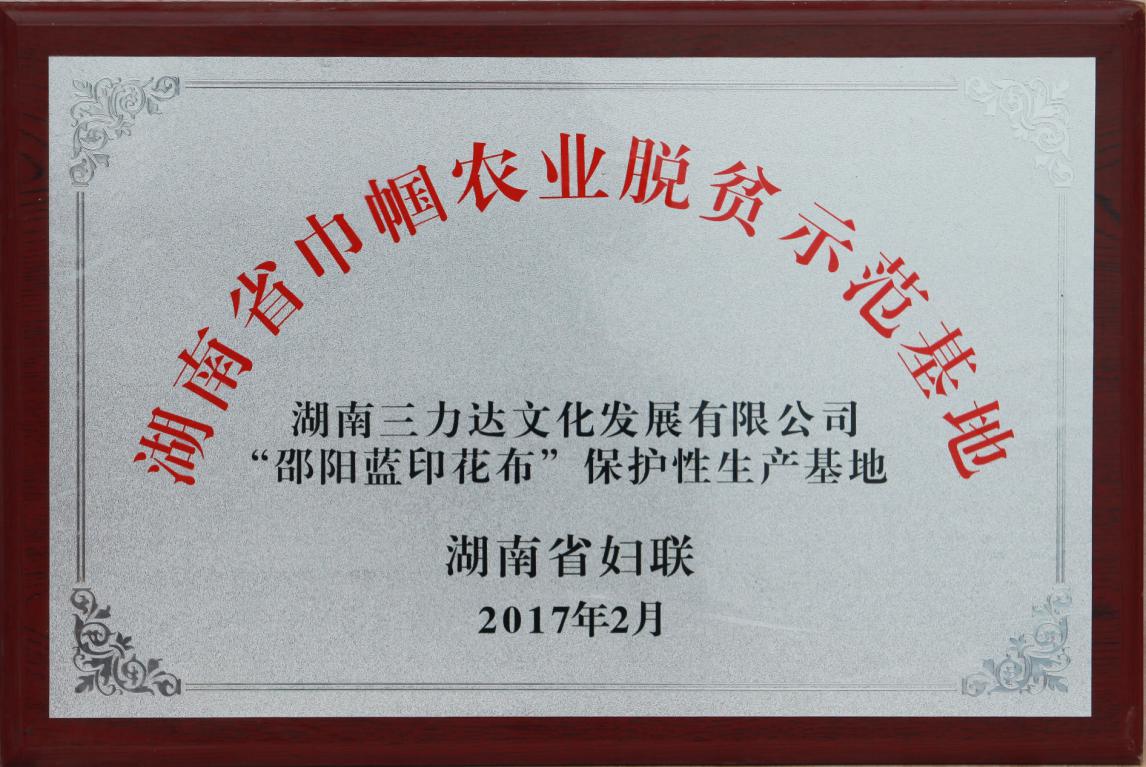 湖南省巾帼农业脱贫示范基地
湖南三力达文化发展有限公司
“邵阳蓝印花布”保护性生产基地
湖南省妇联
2017年2月